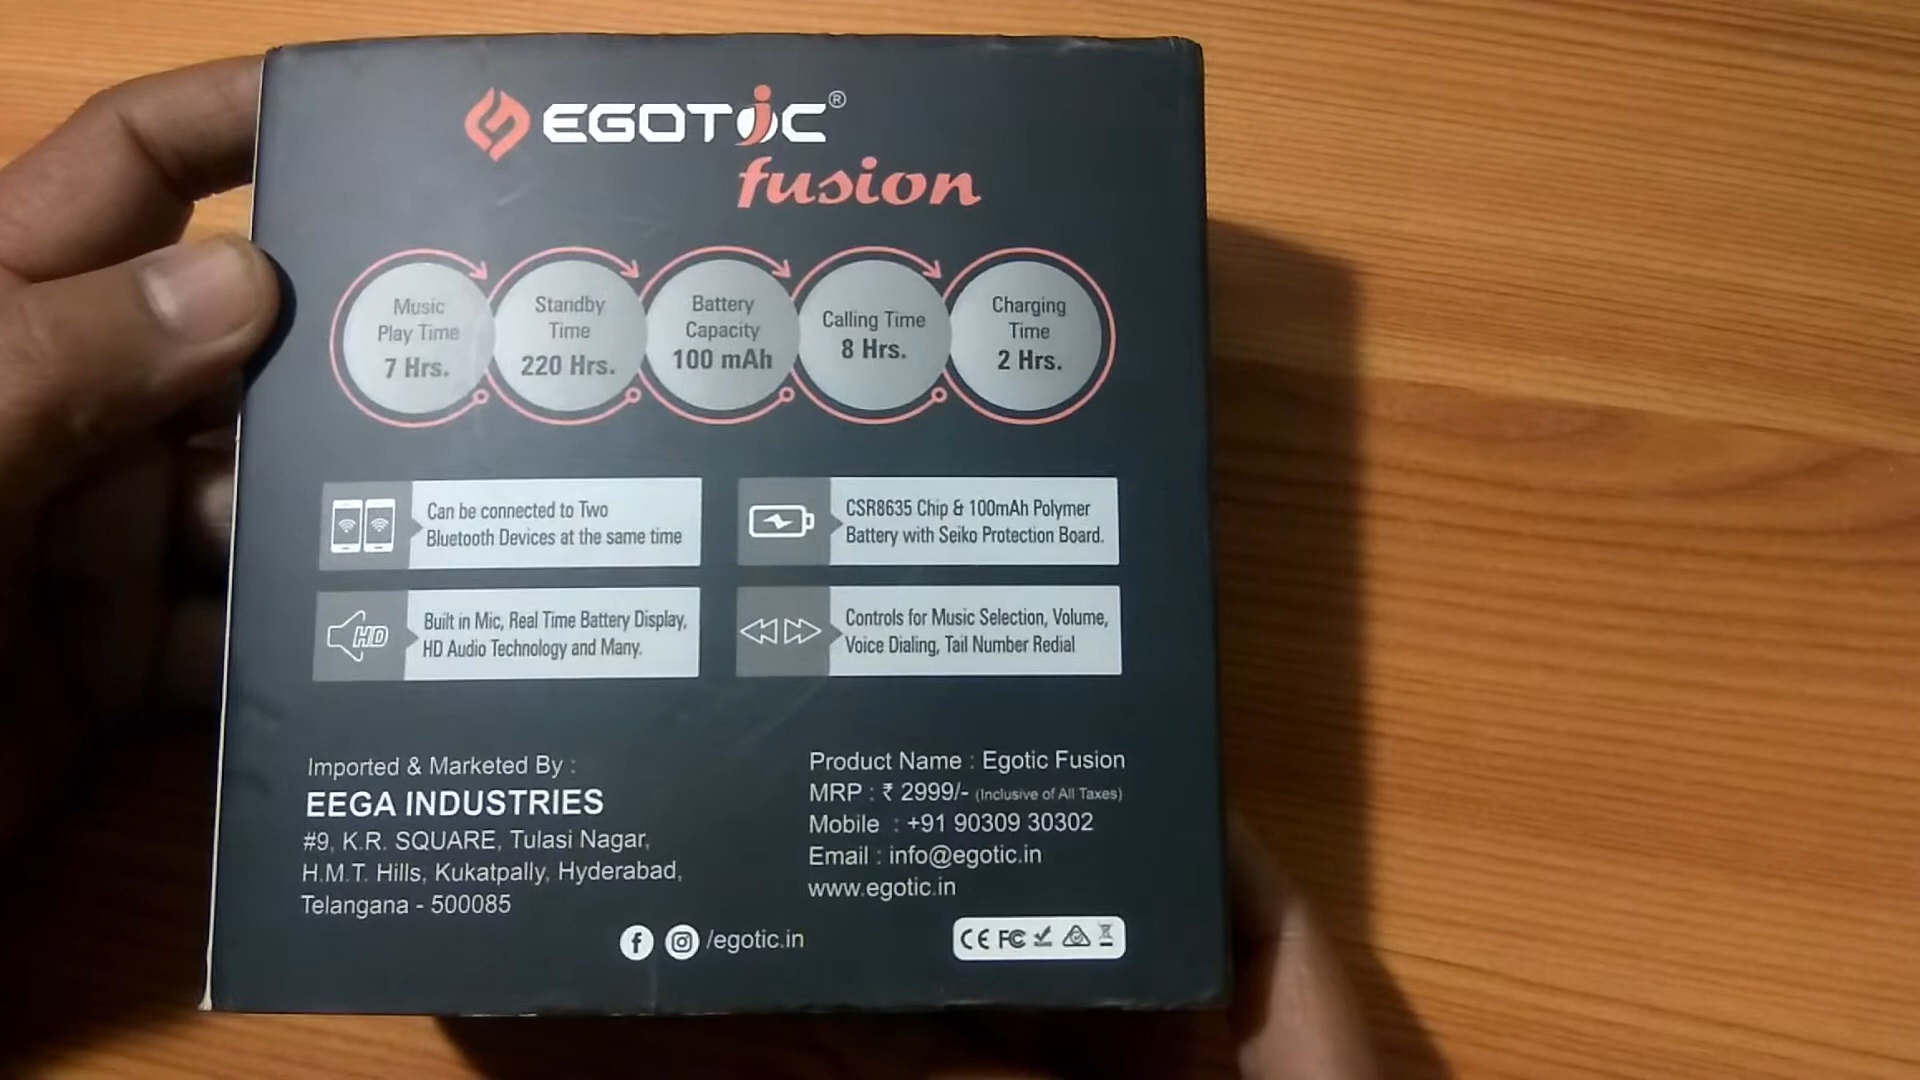 EGOTiC®
fusion
Music
Play Time
7 Hrs.
Standby
Time
220 Hrs.
Battery
Capacity
100 mAh
Calling Time
8 Hrs.
Charging
Time
2 Hrs.
Can be connected to Two
Bluetooth Devices at the same time
CSR8635 Chip & 100mAh Polymer
Battery with Seiko Protection Board.
HD
Built in Mic, Real Time Battery Display,
HD Audio Technology and Many.
Controls for Music Selection, Volume,
Voice Dialing, Tail Number Redial
Imported & Marketed By :
EEGA INDUSTRIES
#9, K.R. SQUARE, Tulasi Nagar,
H.M.T. Hills, Kukatpally, Hyderabad,
Telangana - 500085
Product Name : Egotic Fusion
MRP : ₹ 2999/- (Inclusive of All Taxes)
Mobile : +91 90309 30302
Email : info@egotic.in
www.egotic.in
f /egotic.in
CE FC